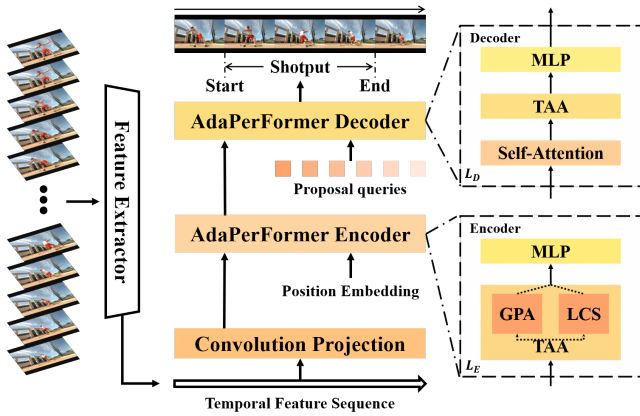 Shotput
Start
End
AdaPerFormer Decoder
Proposal queries
Feature Extractor
AdaPerFormer Encoder
Position Embedding
Convolution Projection
Temporal Feature Sequence
Decoder
MLP
TAA
Self-Attention
L_D
Encoder
MLP
GPA
LCS
TAA
L_E